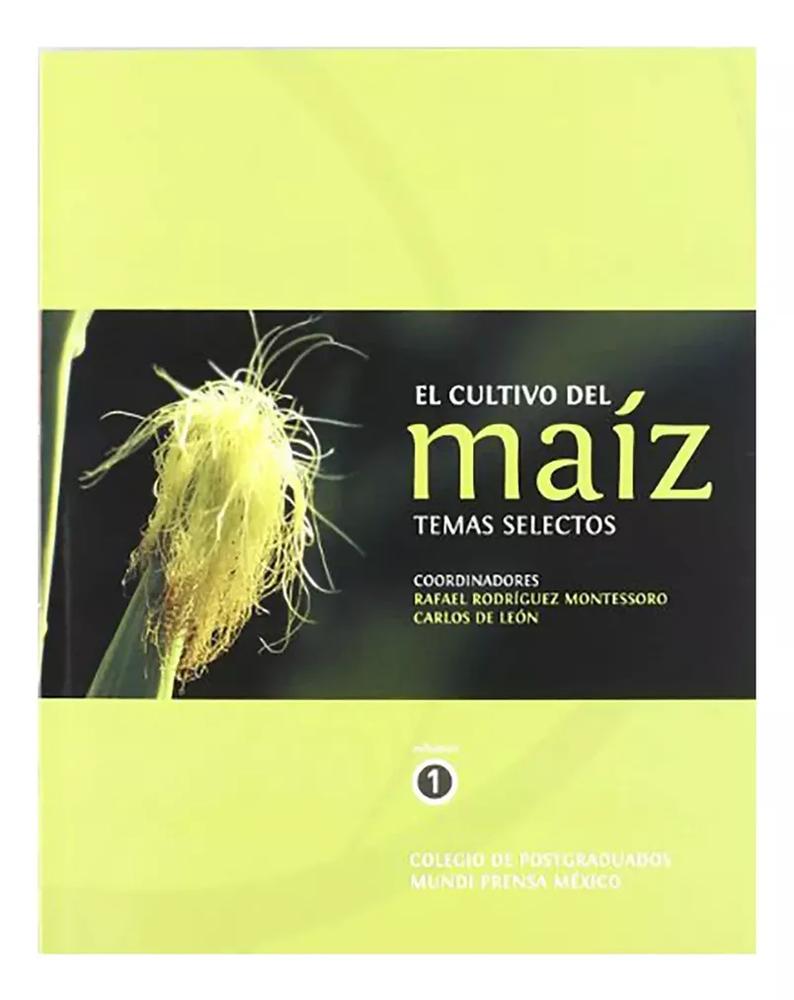 EL CULTIVO DEL
maíz
TEMAS SELECTOS
COORDINADORES
RAFAEL RODRÍGUEZ MONTESSORO
CARLOS DE LEÓN
volumen
1
COLEGIO DE POSTGRADUADOS
MUNDI PRENSA MÉXICO